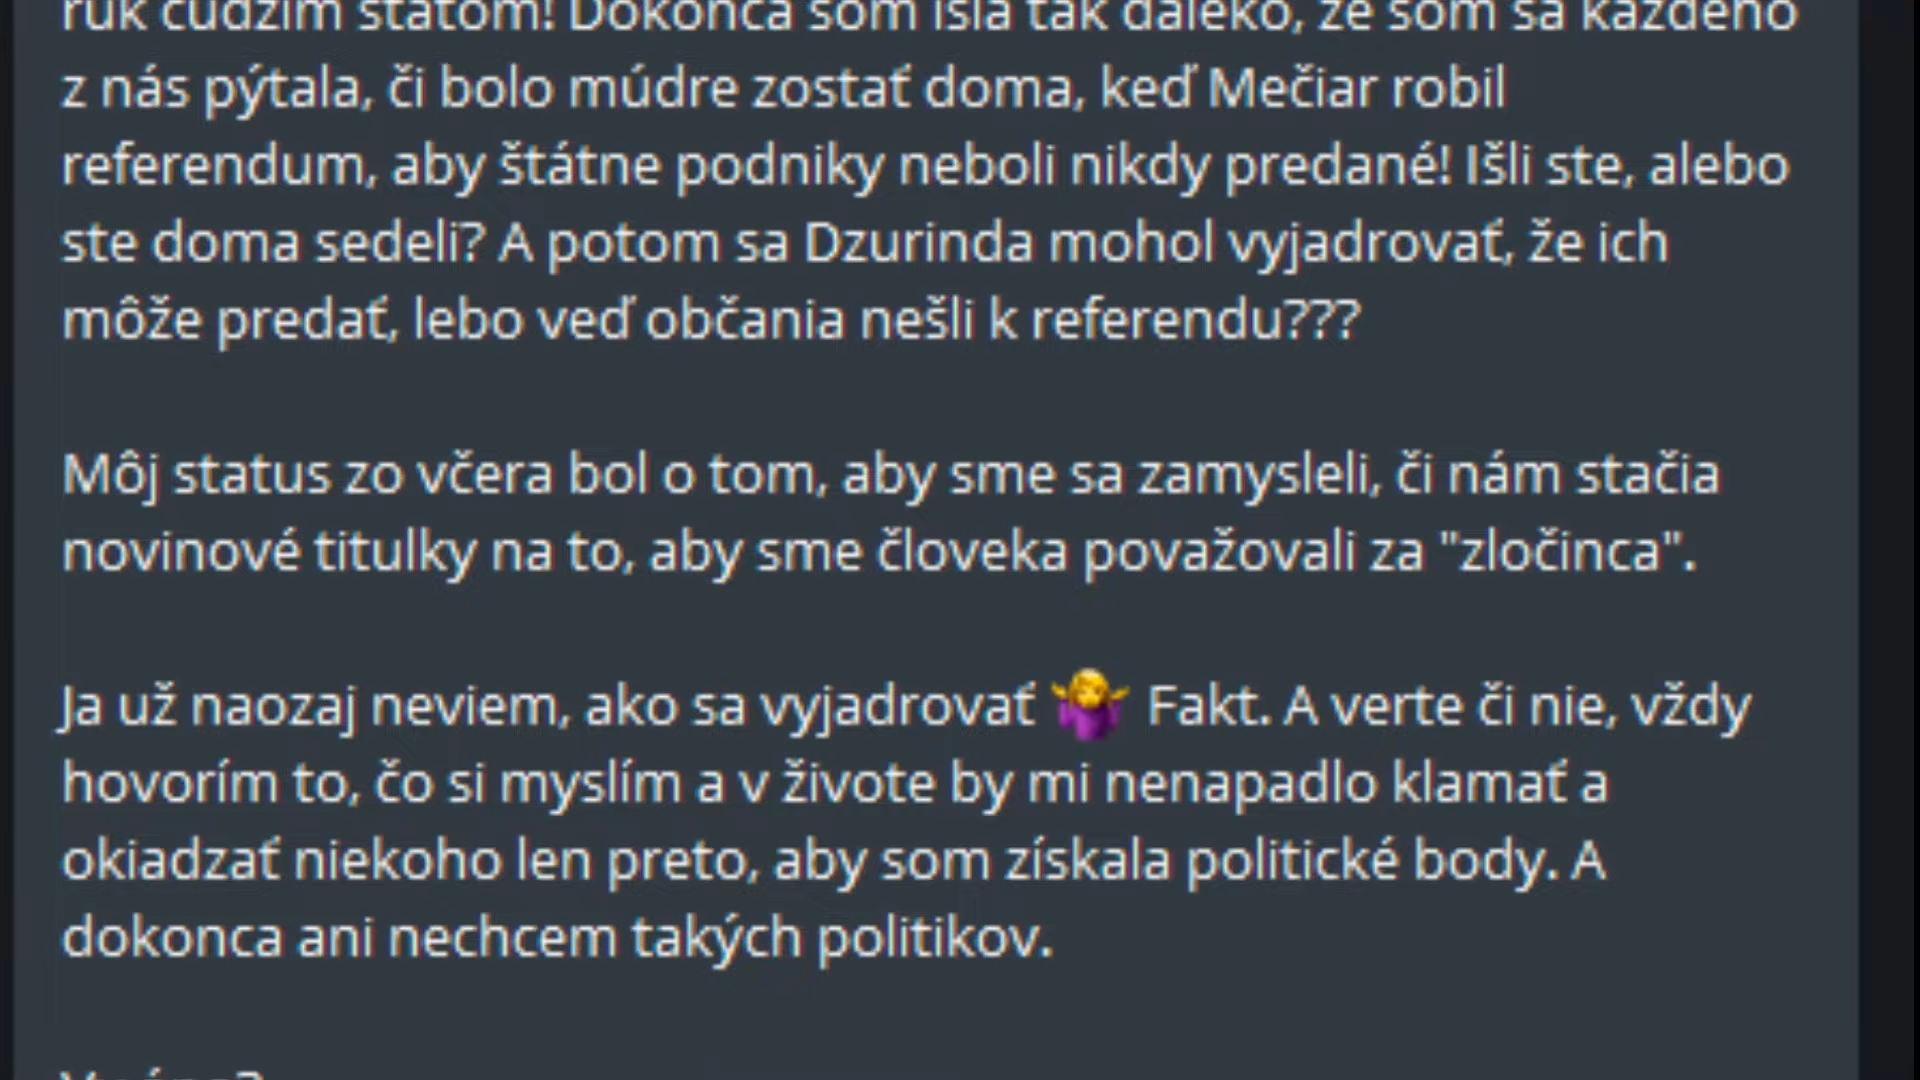 rúk cudzím štátom! Dokonca som išla tak ďaleko, že som sa každého
z nás pýtala, či bolo múdre zostať doma, keď Mečiar robil
referendum, aby štátne podniky neboli nikdy predané! Išli ste, alebo
ste doma sedeli? A potom sa Dzurinda mohol vyjadrovať, že ich
môže predať, lebo veď občania nešli k referendu???
Môj status zo včera bol o tom, aby sme sa zamysleli, či nám stačia
novinové titulky na to, aby sme človeka považovali za "zločinca".
Ja už naozaj neviem, ako sa vyjadrovať 🤷‍♀️ Fakt. A verte či nie, vždy
hovorím to, čo si myslím a v živote by mi nenapadlo klamať a
okiadzať niekoho len preto, aby som získala politické body. A
dokonca ani nechcem takých politikov.